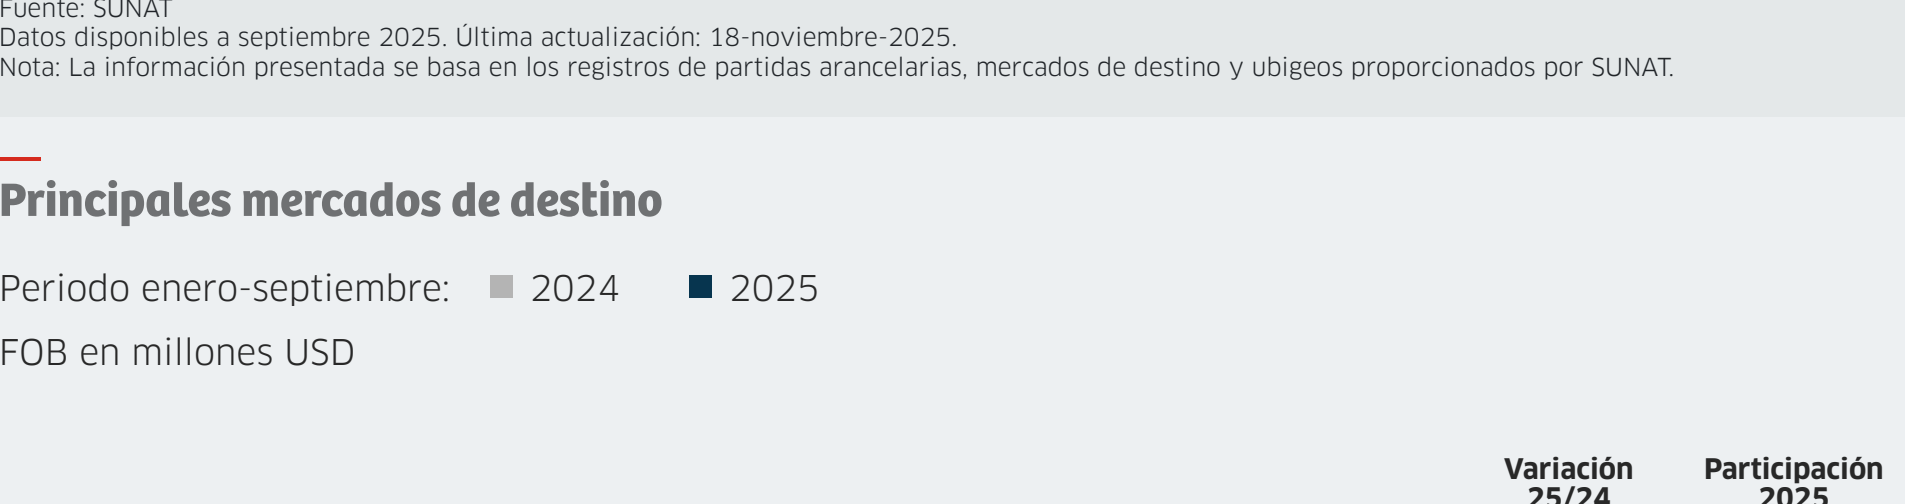 Fuente: SUNAT
Datos disponibles a septiembre 2025. Última actualización: 18-noviembre-2025.
Nota: La información presentada se basa en los registros de partidas arancelarias, mercados de destino y ubigeos proporcionados por SUNAT.
Principales mercados de destino
Periodo enero-septiembre: 2024 2025
FOB en millones USD
Variación Participación
25/24 2025